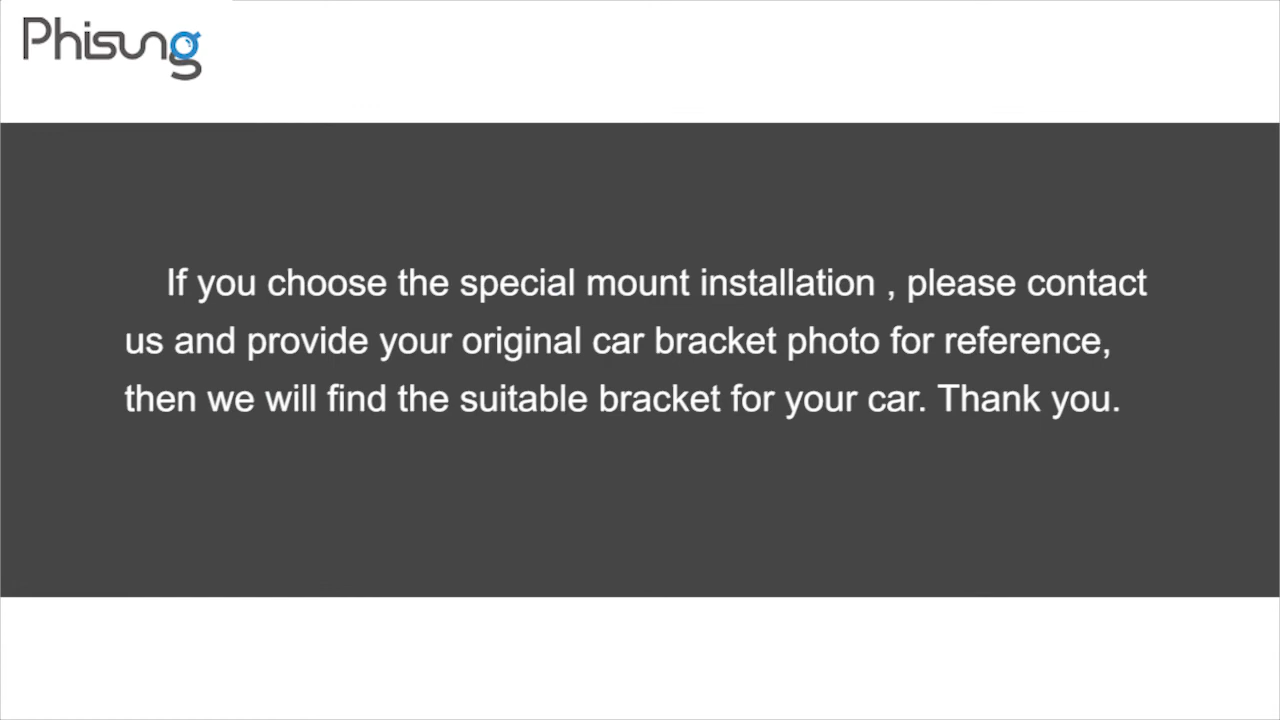 Phisung
If you choose the special mount installation , please contact
us and provide your original car bracket photo for reference,
then we will find the suitable bracket for your car. Thank you.